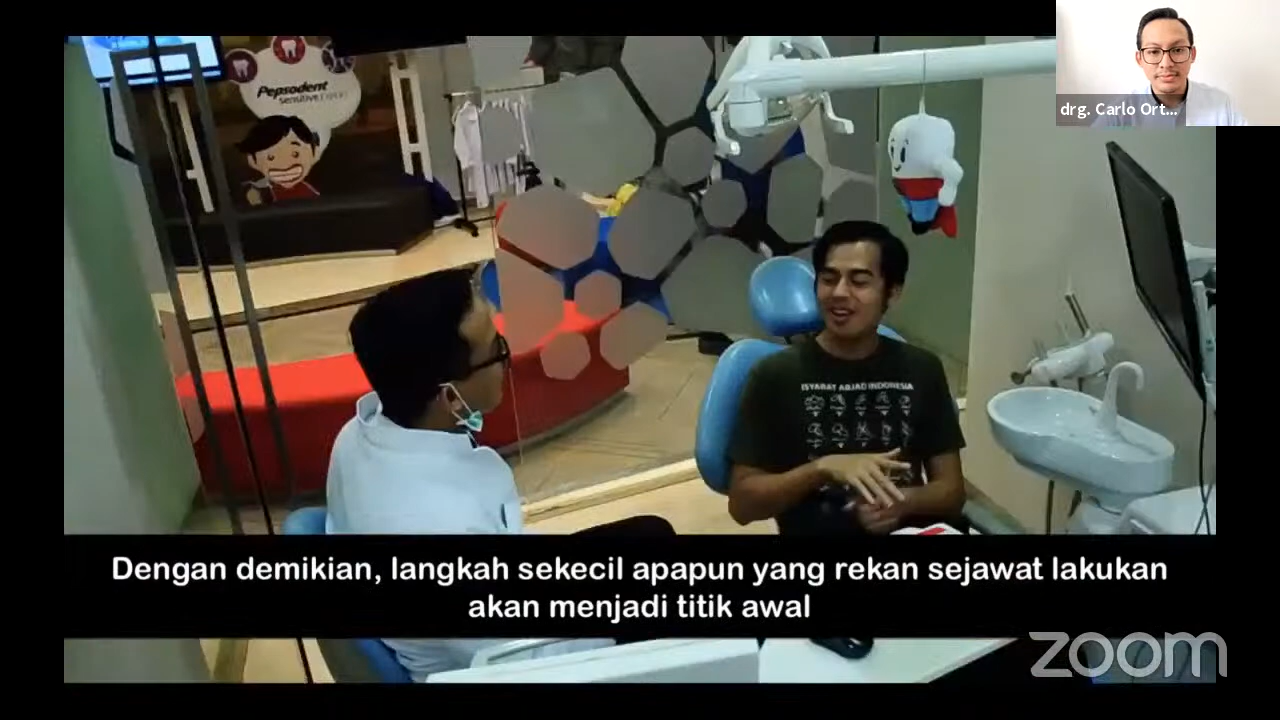 Pepsodent
sensitive Expert
drg. Carlo Ort...
ISYARAT ABJAD INDONESIA
Dengan demikian, langkah sekecil apapun yang rekan sejawat lakukan
akan menjadi titik awal
zoom